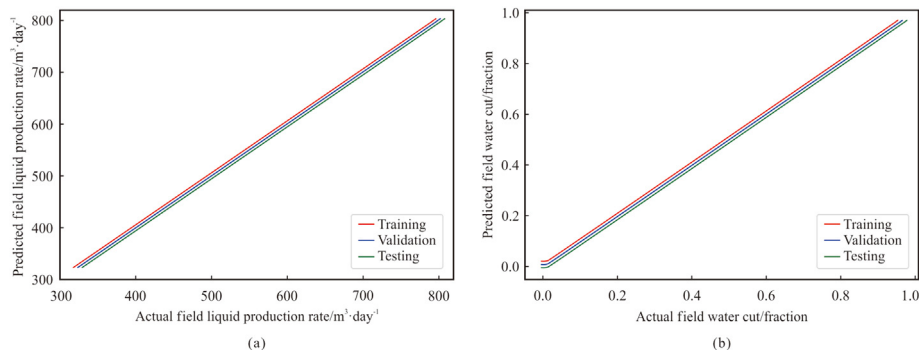 Predicted field liquid production rate/m³·day⁻¹
800
700
600
500
400
300
300
400
500
600
700
800
Training
Validation
Testing
Actual field liquid production rate/m³·day⁻¹
(a)
Predicted field water cut/fraction
1.0
0.8
0.6
0.4
0.2
0.0
0.0
0.2
0.4
0.6
0.8
1.0
Training
Validation
Testing
Actual field water cut/fraction
(b)